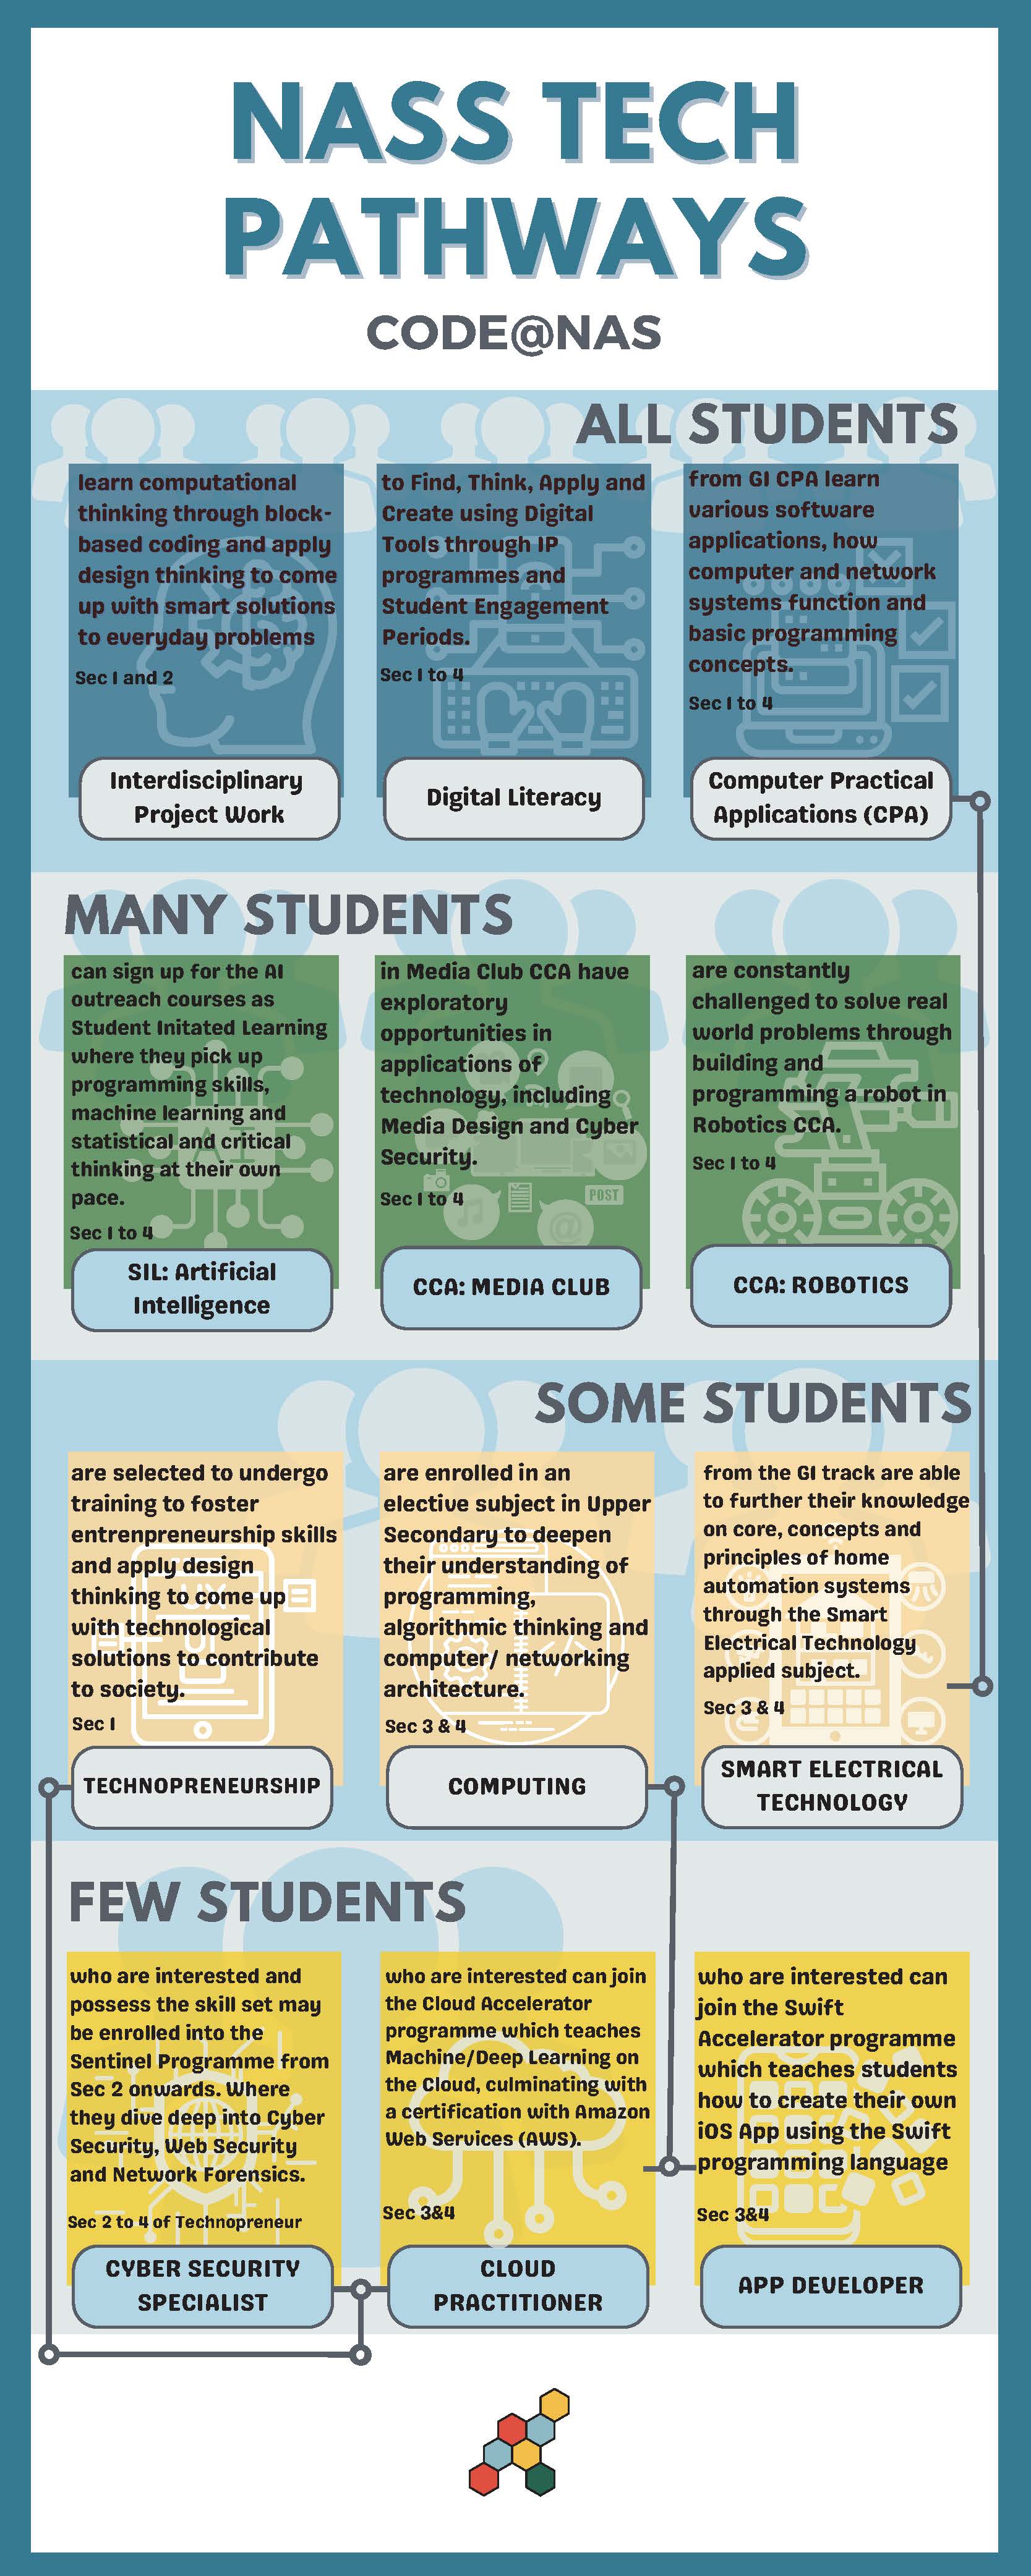 NASS TECH
PATHWAYS
CODE@NAS
ALL STUDENTS
learn computational
thinking through block-
based coding and apply
design thinking to come
up with smart solutions
to everyday problems
Sec 1 and 2
Interdisciplinary
Project Work
to Find, Think, Apply and
Create using Digital
Tools through IP
programmes and
Student Engagement
Periods.
Sec 1 to 4
Digital Literacy
from GI CPA learn
various software
applications, how
computer and network
systems function and
basic programming
concepts.
Sec 1 to 4
Computer Practical
Applications (CPA)
MANY STUDENTS
can sign up for the AI
outreach courses as
Student Initated Learning
where they pick up
programming skills,
machine learning and
statistical and critical
thinking at their own
pace.
Sec 1 to 4
SIL: Artificial
Intelligence
in Media Club CCA have
exploratory
opportunities in
applications of
technology, including
Media Design and Cyber
Security.
Sec 1 to 4
POST
CCA: MEDIA CLUB
are constantly
challenged to solve real
world problems through
building and
programming a robot in
Robotics CCA.
Sec 1 to 4
CCA: ROBOTICS
SOME STUDENTS
are selected to undergo
training to foster
entrenpreneurship skills
and apply design
thinking to come up
with technological
solutions to contribute
to society.
Sec 1
UX
UI
TECHNOPRENEURSHIP
are enrolled in an
elective subject in Upper
Secondary to deepen
their understanding of
programming,
algorithmic thinking and
computer/ networking
architecture.
Sec 3 & 4
COMPUTING
from the GI track are able
to further their knowledge
on core, concepts and
principles of home
automation systems
through the Smart
Electrical Technology
applied subject.
Sec 3 & 4
SMART ELECTRICAL
TECHNOLOGY
FEW STUDENTS
who are interested and
possess the skill set may
be enrolled into the
Sentinel Programme from
Sec 2 onwards. Where
they dive deep into Cyber
Security, Web Security
and Network Forensics.
Sec 2 to 4 of Technopreneur
CYBER SECURITY
SPECIALIST
who are interested can join
the Cloud Accelerator
programme which teaches
Machine/Deep Learning on
the Cloud, culminating with
a certification with Amazon
Web Services (AWS).
Sec 3&4
CLOUD
PRACTITIONER
who are interested can
join the Swift
Accelerator programme
which teaches students
how to create their own
iOS App using the Swift
programming language
Sec 3&4
APP DEVELOPER